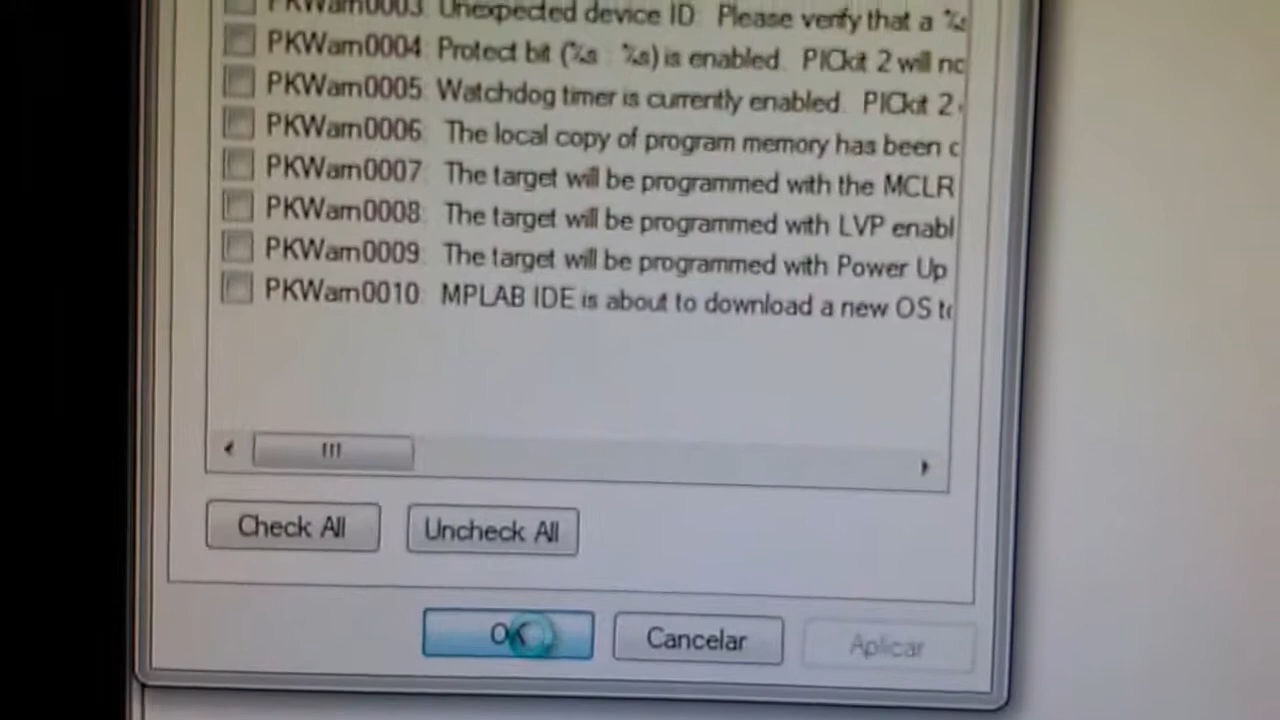 PKWarn0003: Unexpected device ID. Please verify that a %s
PKWarn0004: Protect bit (%s : %s) is enabled. PICkit 2 will
PKWarn0005: Watchdog timer is currently enabled. PICkit 2
PKWarn0006: The local copy of program memory has been
PKWarn0007: The target will be programmed with the MCLR
PKWarn0008: The target will be programmed with LVP enabl
PKWarn0009: The target will be programmed with Power Up
PKWarn0010: MPLAB IDE is about to download a new OS
Check All
Uncheck All
OK
Cancelar
Aplicar